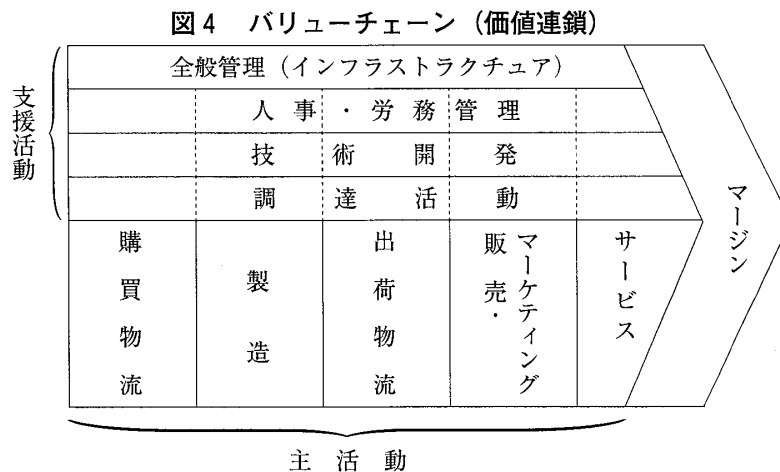 図4 バリューチェーン（価値連鎖）
支援活動
全般管理（インフラストラクチュア）
人事・労務管理
技術開発
調達活動
購買物流
製造
出荷物流
販売・
マーケティング
サービス
マージン
主活動